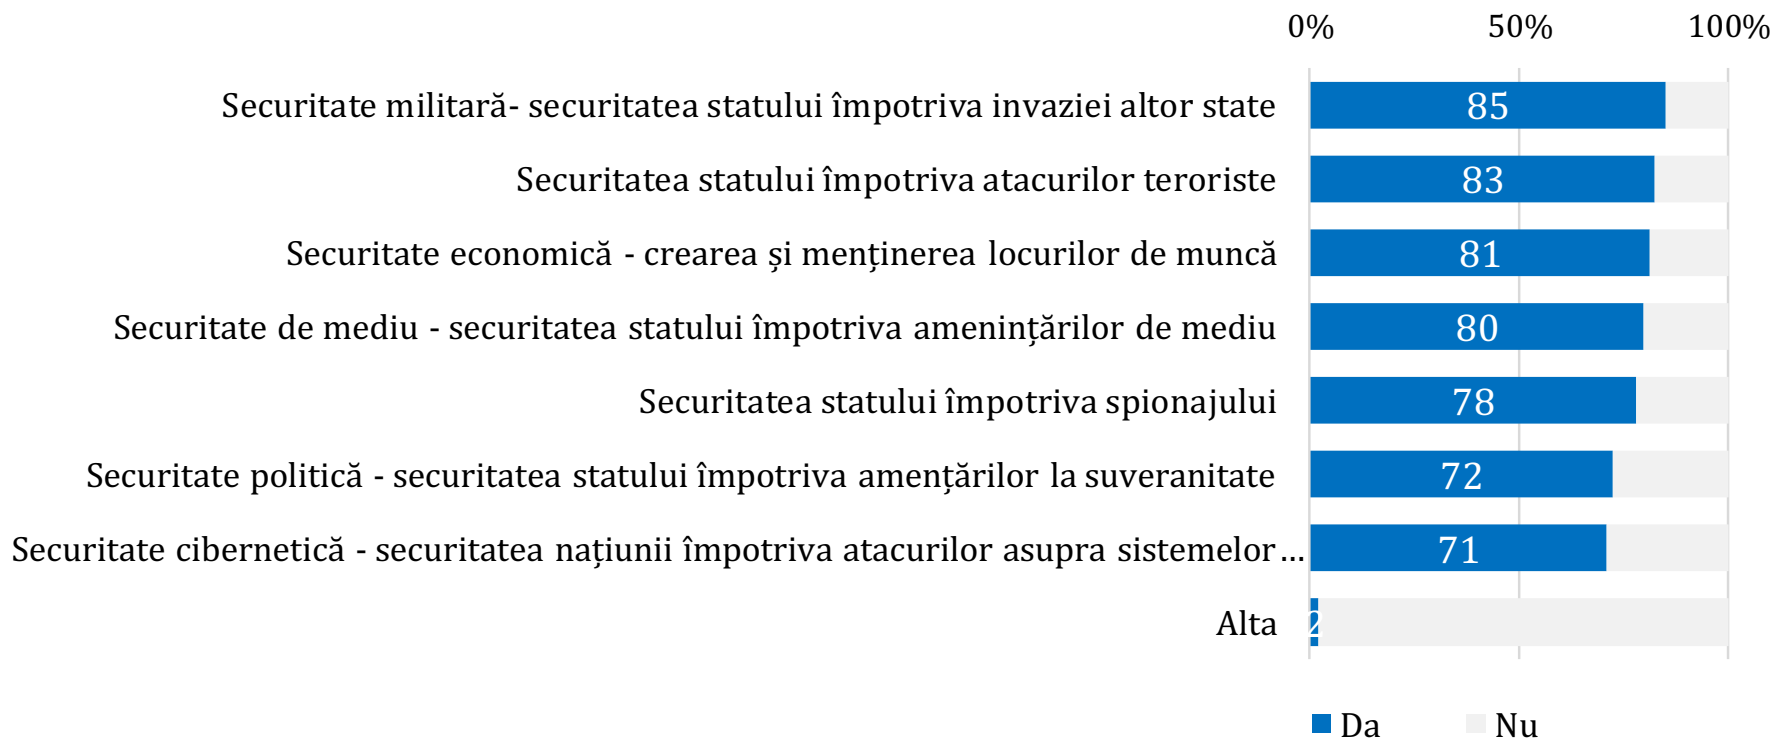 0% 50% 100%
Securitate militară- securitatea statului împotriva invaziei altor state 85
Securitatea statului împotriva atacurilor teroriste 83
Securitate economică - crearea și menținerea locurilor de muncă 81
Securitate de mediu - securitatea statului împotriva amenințărilor de mediu 80
Securitatea statului împotriva spionajului 78
Securitate politică - securitatea statului împotriva amențărilor la suveranitate 72
Securitate cibernetică - securitatea națiunii împotriva atacurilor asupra sistemelor... 71
Alta 2
Da Nu